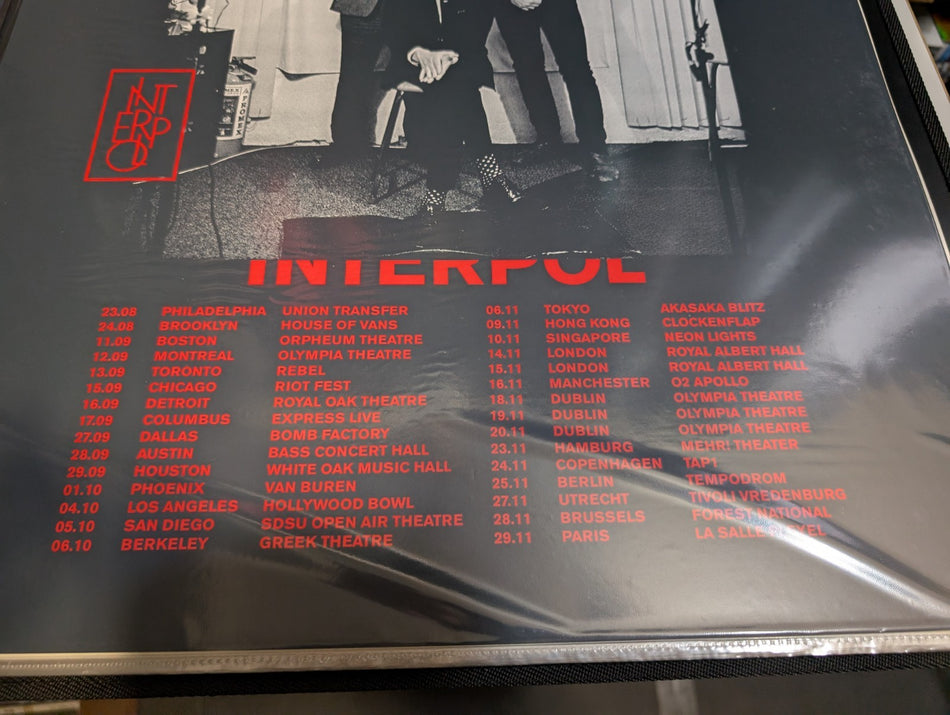 INTERPOL
APROMEX
INTERPOL
23.08 PHILADELPHIA UNION TRANSFER
24.08 BROOKLYN HOUSE OF VANS
11.09 BOSTON ORPHEUM THEATRE
12.09 MONTREAL OLYMPIA THEATRE
13.09 TORONTO REBEL
15.09 CHICAGO RIOT FEST
16.09 DETROIT ROYAL OAK THEATRE
17.09 COLUMBUS EXPRESS LIVE
27.09 DALLAS BOMB FACTORY
28.09 AUSTIN BASS CONCERT HALL
29.09 HOUSTON WHITE OAK MUSIC HALL
01.10 PHOENIX VAN BUREN
04.10 LOS ANGELES HOLLYWOOD BOWL
05.10 SAN DIEGO SDSU OPEN AIR THEATRE
06.10 BERKELEY GREEK THEATRE
06.11 TOKYO AKASAKA BLITZ
09.11 HONG KONG CLOCKENFLAP
10.11 SINGAPORE NEON LIGHTS
14.11 LONDON ROYAL ALBERT HALL
15.11 LONDON ROYAL ALBERT HALL
16.11 MANCHESTER O2 APOLLO
18.11 DUBLIN OLYMPIA THEATRE
19.11 DUBLIN OLYMPIA THEATRE
20.11 DUBLIN OLYMPIA THEATRE
23.11 HAMBURG MEHR! THEATER
24.11 COPENHAGEN TAP1
25.11 BERLIN TEMPODROM
27.11 UTRECHT TIVOLI VREDENBURG
28.11 BRUSSELS FOREST NATIONAL
29.11 PARIS LA SALLE PLEYEL